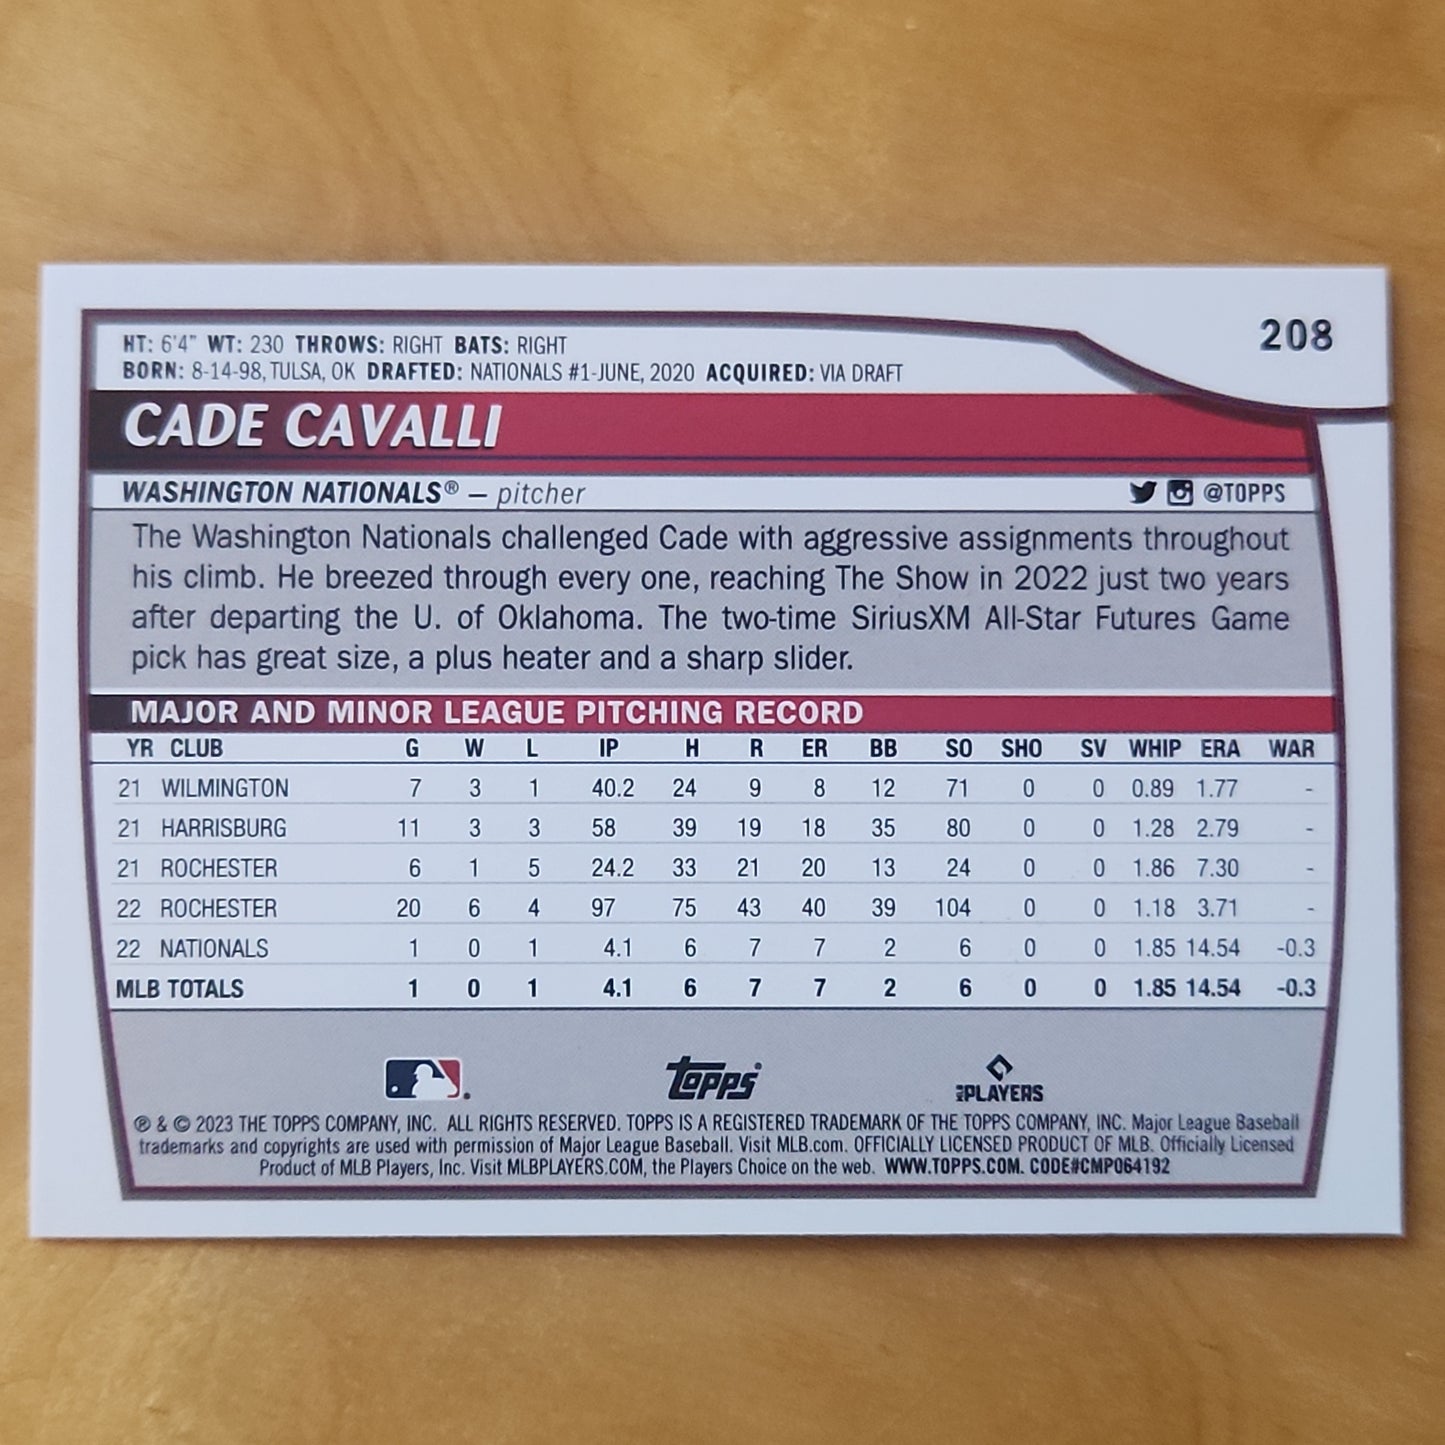 208
HT: 6'4" WT: 230 THROWS: RIGHT BATS: RIGHT
BORN: 8-14-98, TULSA, OK DRAFTED: NATIONALS #1-JUNE, 2020 ACQUIRED: VIA DRAFT
CADE CAVALLI
WASHINGTON NATIONALS® — pitcher @TOPPS
The Washington Nationals challenged Cade with aggressive assignments throughout
his climb. He breezed through every one, reaching The Show in 2022 just two years
after departing the U. of Oklahoma. The two-time SiriusXM All-Star Futures Game
pick has great size, a plus heater and a sharp slider.
MAJOR AND MINOR LEAGUE PITCHING RECORD
YR CLUB G W L IP H R ER BB SO SHO SV WHIP ERA WAR
21 WILMINGTON 7 3 1 40.2 24 9 8 12 71 0 0 0.89 1.77 -
21 HARRISBURG 11 3 3 58 39 19 18 35 80 0 0 1.28 2.79 -
21 ROCHESTER 6 1 5 24.2 33 21 20 13 24 0 0 1.86 7.30 -
22 ROCHESTER 20 6 4 97 75 43 40 39 104 0 0 1.18 3.71 -
22 NATIONALS 1 0 1 4.1 6 7 7 2 6 0 0 1.85 14.54 -0.3
MLB TOTALS 1 0 1 4.1 6 7 7 2 6 0 0 1.85 14.54 -0.3
topps PLAYERS
® & © 2023 THE TOPPS COMPANY, INC. ALL RIGHTS RESERVED. TOPPS IS A REGISTERED TRADEMARK OF THE TOPPS COMPANY, INC. Major League Baseball
trademarks and copyrights are used with permission of Major League Baseball. Visit MLB.com. OFFICIALLY LICENSED PRODUCT OF MLB. Officially Licensed
Product of MLB Players, Inc. Visit MLBPLAYERS.COM, the Players Choice on the web. WWW.TOPPS.COM. CODE#CMP064192